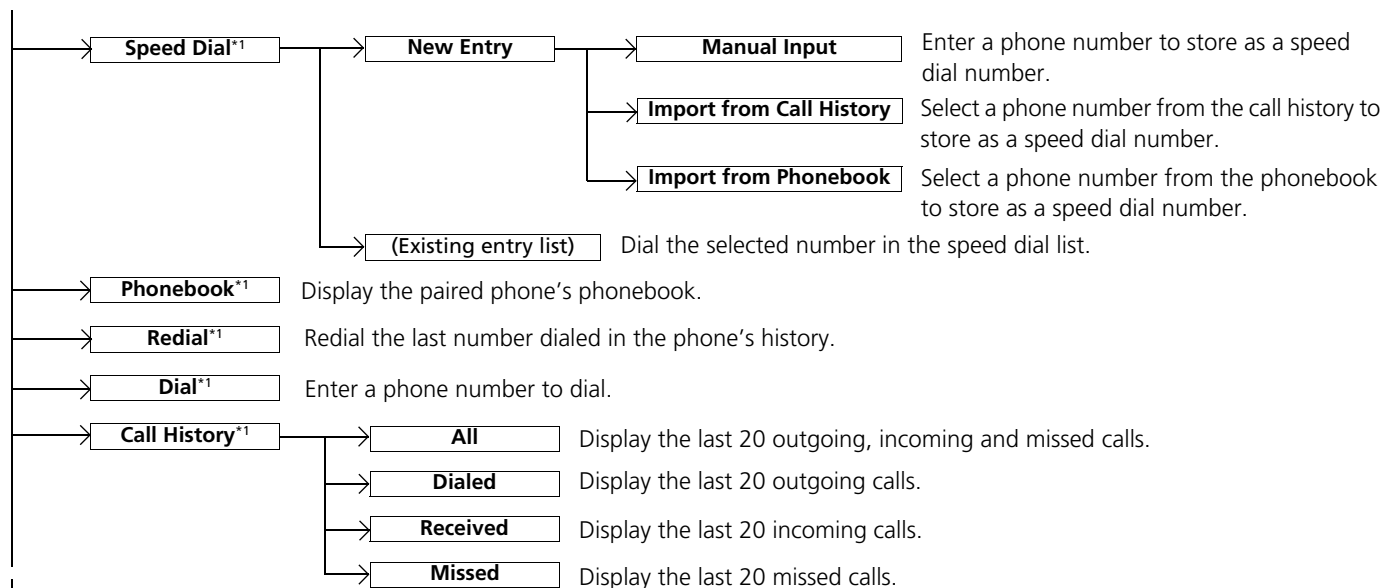 Speed Dial*1
New Entry
Manual Input
Enter a phone number to store as a speed
dial number.
Import from Call History
Select a phone number from the call history to
store as a speed dial number.
Import from Phonebook
Select a phone number from the phonebook
to store as a speed dial number.
(Existing entry list)
Dial the selected number in the speed dial list.
Phonebook*1
Display the paired phone’s phonebook.
Redial*1
Redial the last number dialed in the phone’s history.
Dial*1
Enter a phone number to dial.
Call History*1
All
Display the last 20 outgoing, incoming and missed calls.
Dialed
Display the last 20 outgoing calls.
Received
Display the last 20 incoming calls.
Missed
Display the last 20 missed calls.